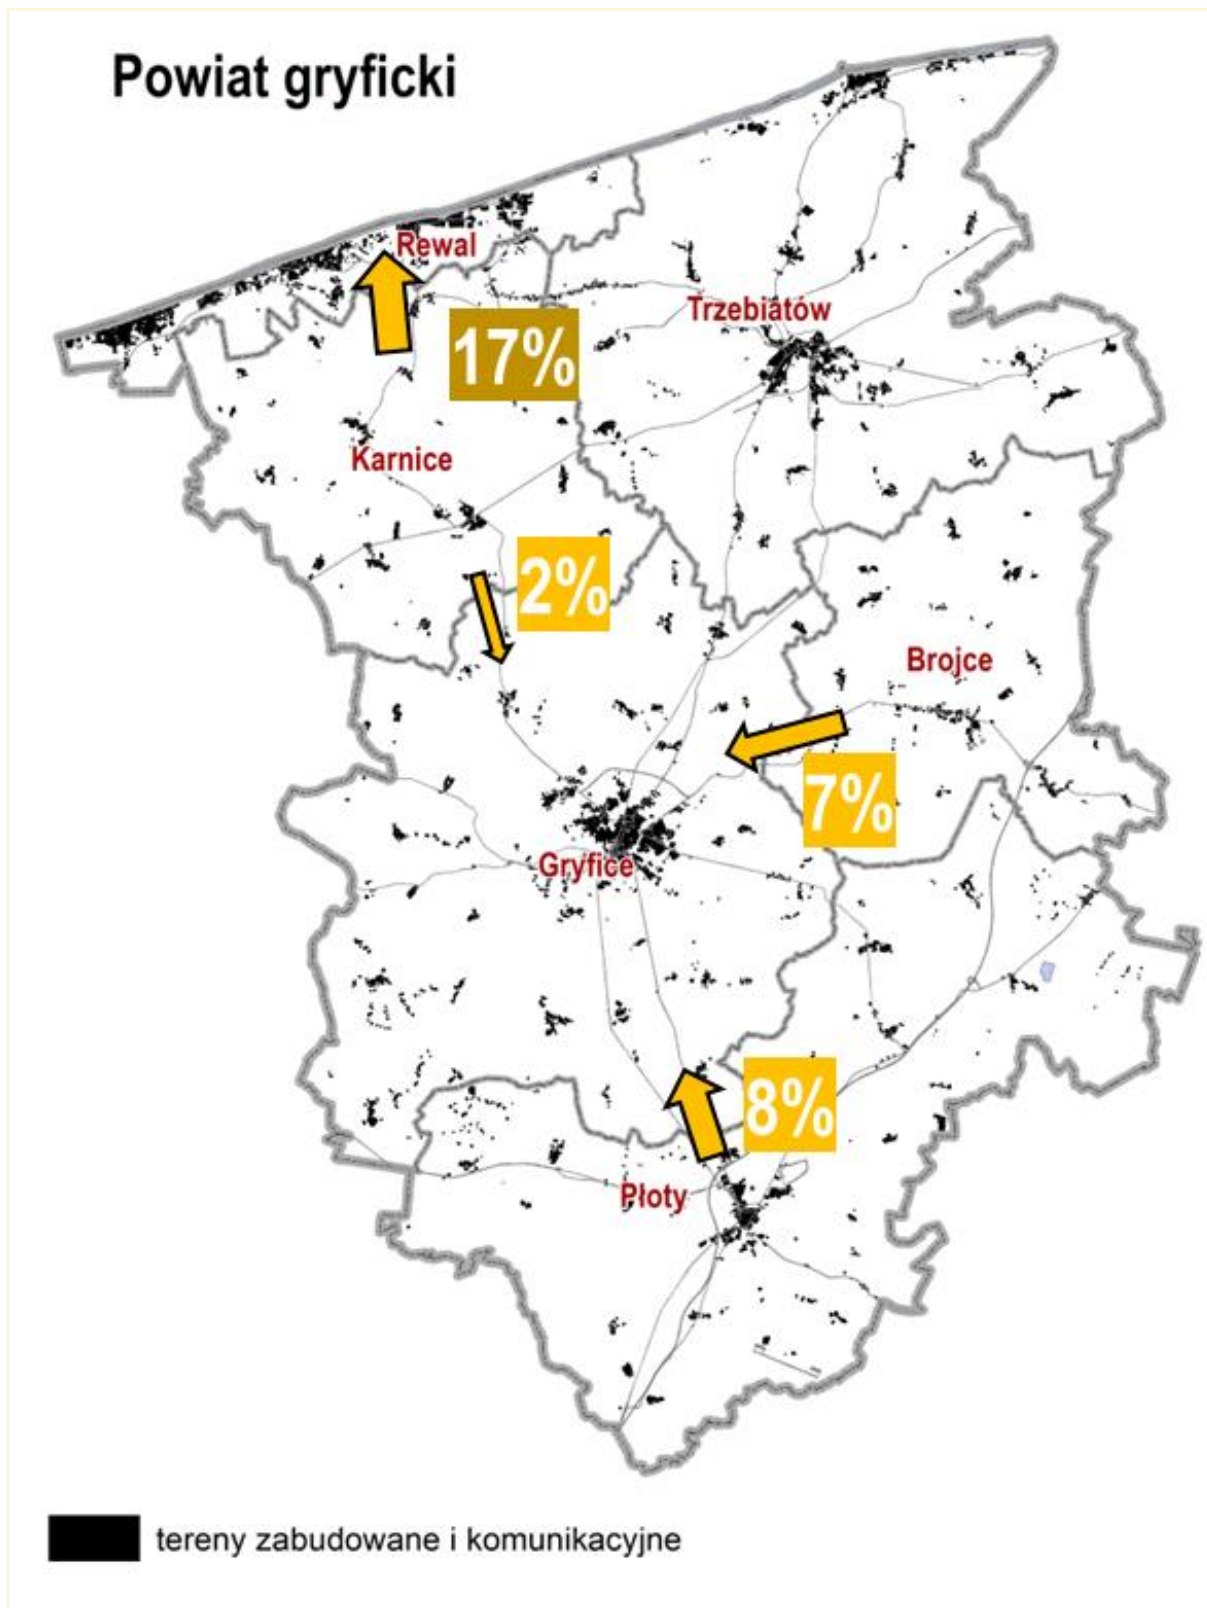 Powiat gryficki
Rewal
17%
Trzebiatów
Karnice
2%
Brojce
7%
Gryfice
8%
Płoty
tereny zabudowane i komunikacyjne